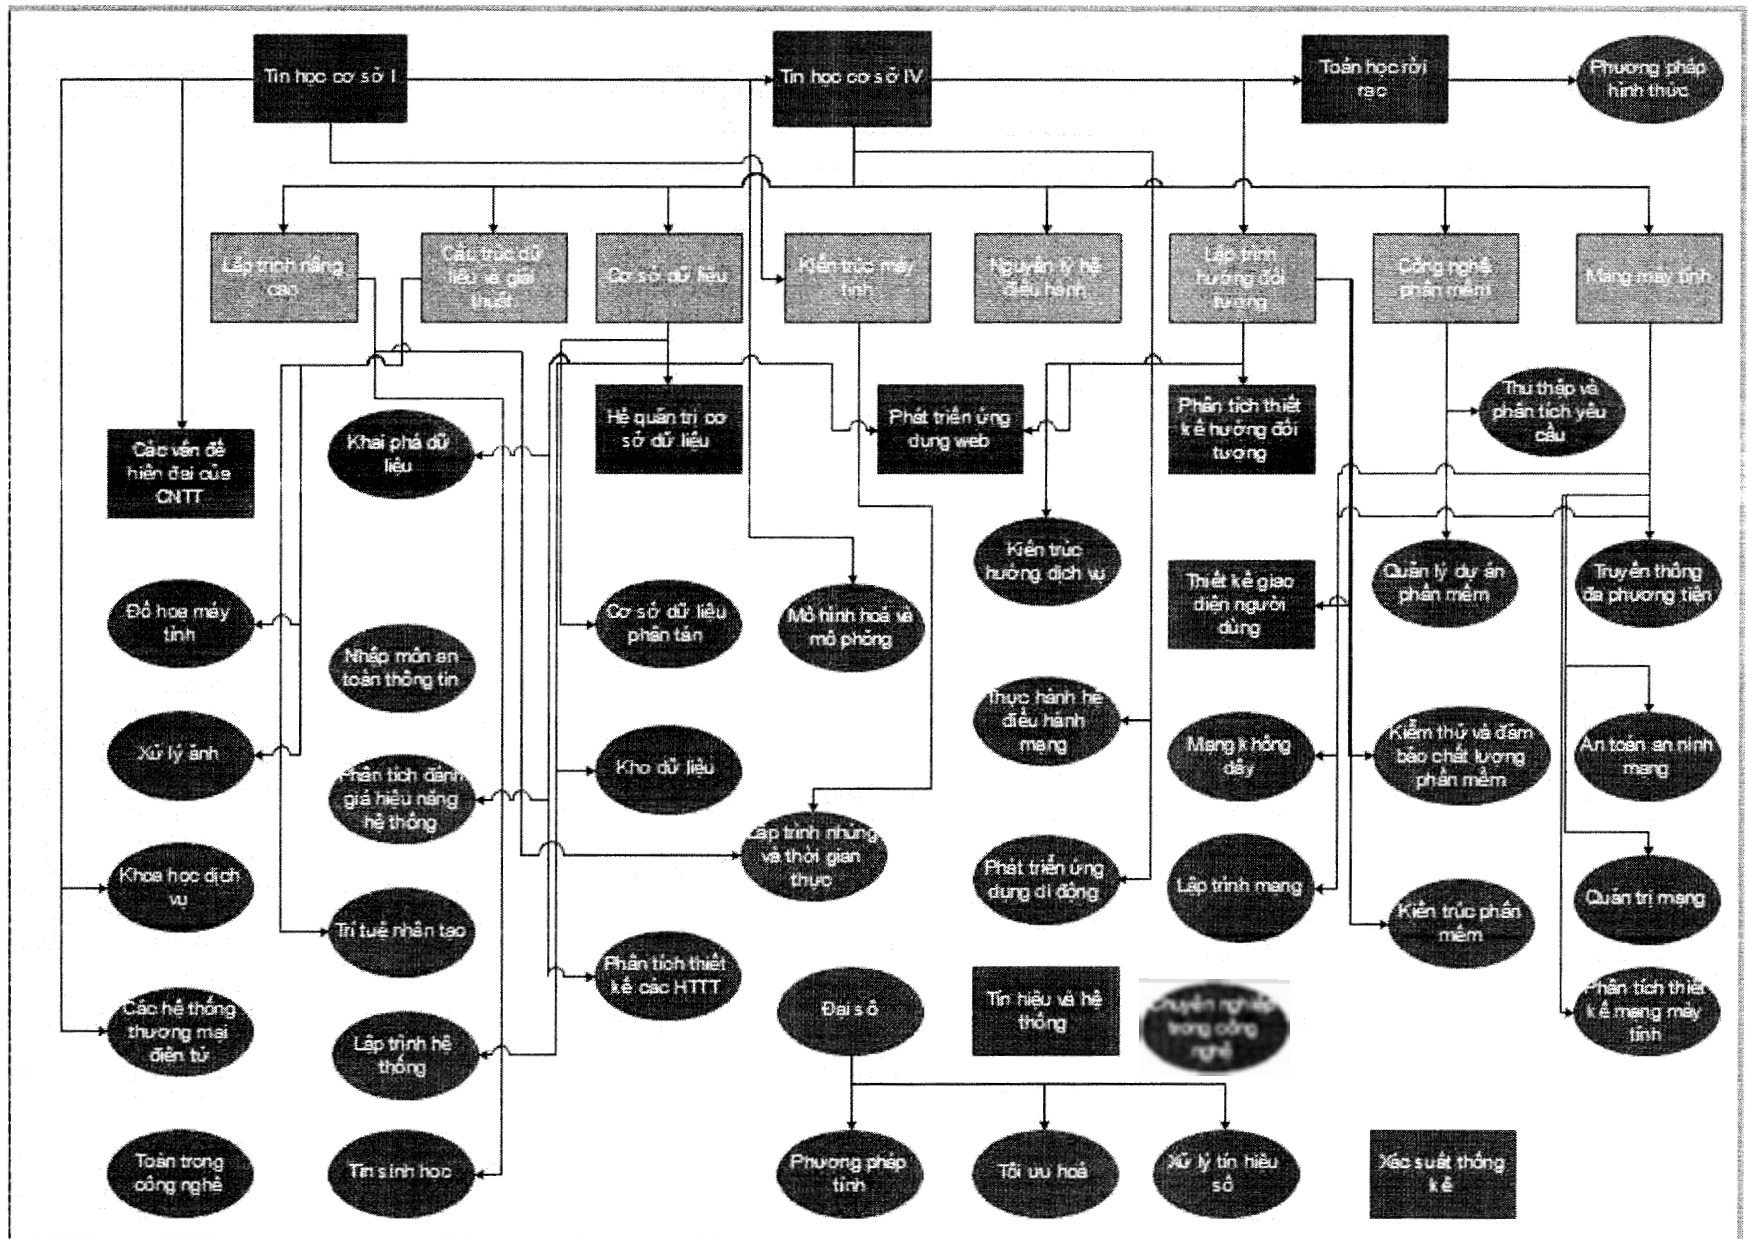 Tin học cơ sở I
Tin học cơ sở IV
Toán học rời
rạc
Phương pháp
hình thức
Lập trình nâng
cao
Cấu trúc dữ
liệu và giải
thuật
Cơ sở dữ liệu
Kiến trúc máy
tính
Nguyên lý hệ
điều hành
Lập trình
hướng đối
tượng
Công nghệ
phần mềm
Mạng máy tính
Các vấn đề
hiện đại của
CNTT
Khai phá dữ
liệu
Hệ quản trị cơ
sở dữ liệu
Phát triển ứng
dụng web
Phân tích thiết
kế hướng đối
tượng
Thu thập và
phân tích yêu
cầu
Đồ họa máy
tính
Nhập môn an
toàn thông tin
Cơ sở dữ liệu
phân tán
Mô hình hoá và
mô phỏng
Kiến trúc
hướng dịch vụ
Thiết kế giao
diện người
dùng
Quản lý dự án
phần mềm
Truyền thông
đa phương tiện
Xử lý ảnh
Phân tích đánh
giá hiệu năng
hệ thống
Kho dữ liệu
Thực hành hệ
điều hành
mạng
Mạng không
dây
Kiểm thử và đảm
bảo chất lượng
phần mềm
An toàn an ninh
mạng
Khoa học dịch
vụ
Trí tuệ nhân tạo
Lập trình nhúng
và thời gian
thực
Phát triển ứng
dụng di động
Lập trình mạng
Kiến trúc phần
mềm
Quản trị mạng
Các hệ thống
thương mại
điện tử
Lập trình hệ
thống
Phân tích thiết
kế các HTTT
Đại số
Tín hiệu và hệ
thống
Chuyên nghiệp
trong công
nghệ
Phân tích thiết
kế mạng máy
tính
Toán trong
công nghệ
Tin sinh học
Phương pháp
tính
Tối ưu hoá
Xử lý tín hiệu
số
Xác suất thống
kê